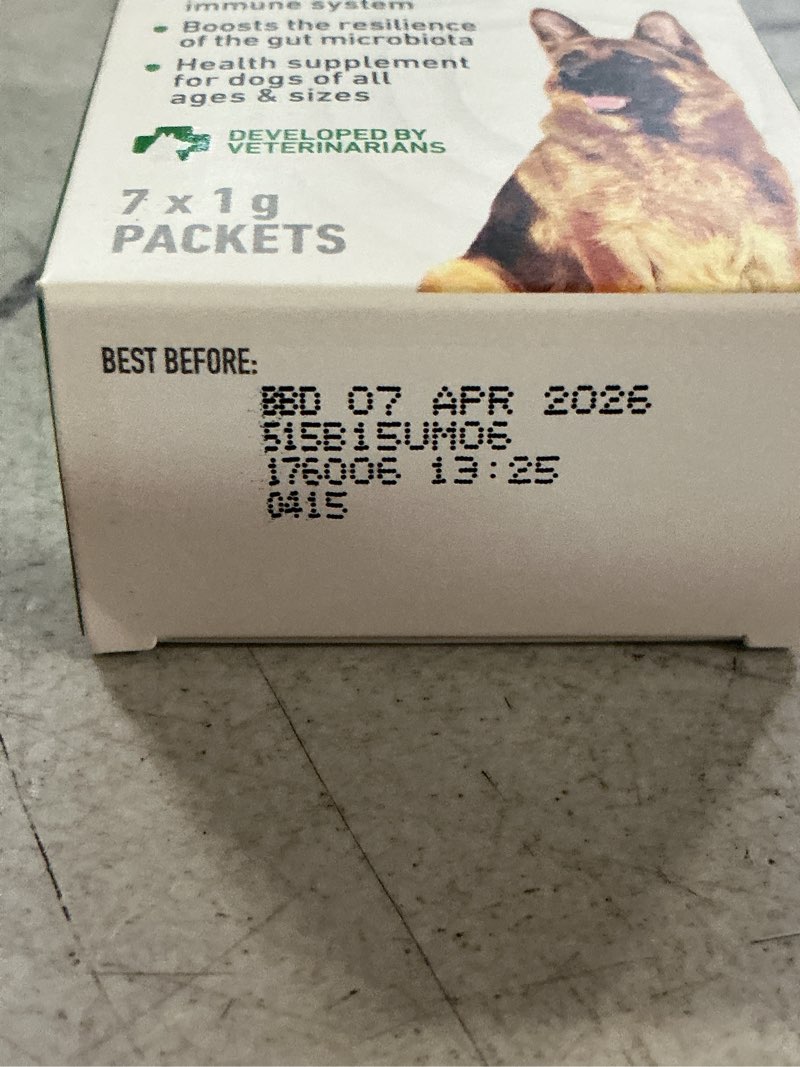 immune system
• Boosts the resilience
of the gut microbiota
• Health supplement
for dogs of all
ages & sizes
DEVELOPED BY
VETERINARIANS
7 x 1 g
PACKETS
BEST BEFORE:
BBD 07 APR 2026
515B15UM06
176006 13:25
0415